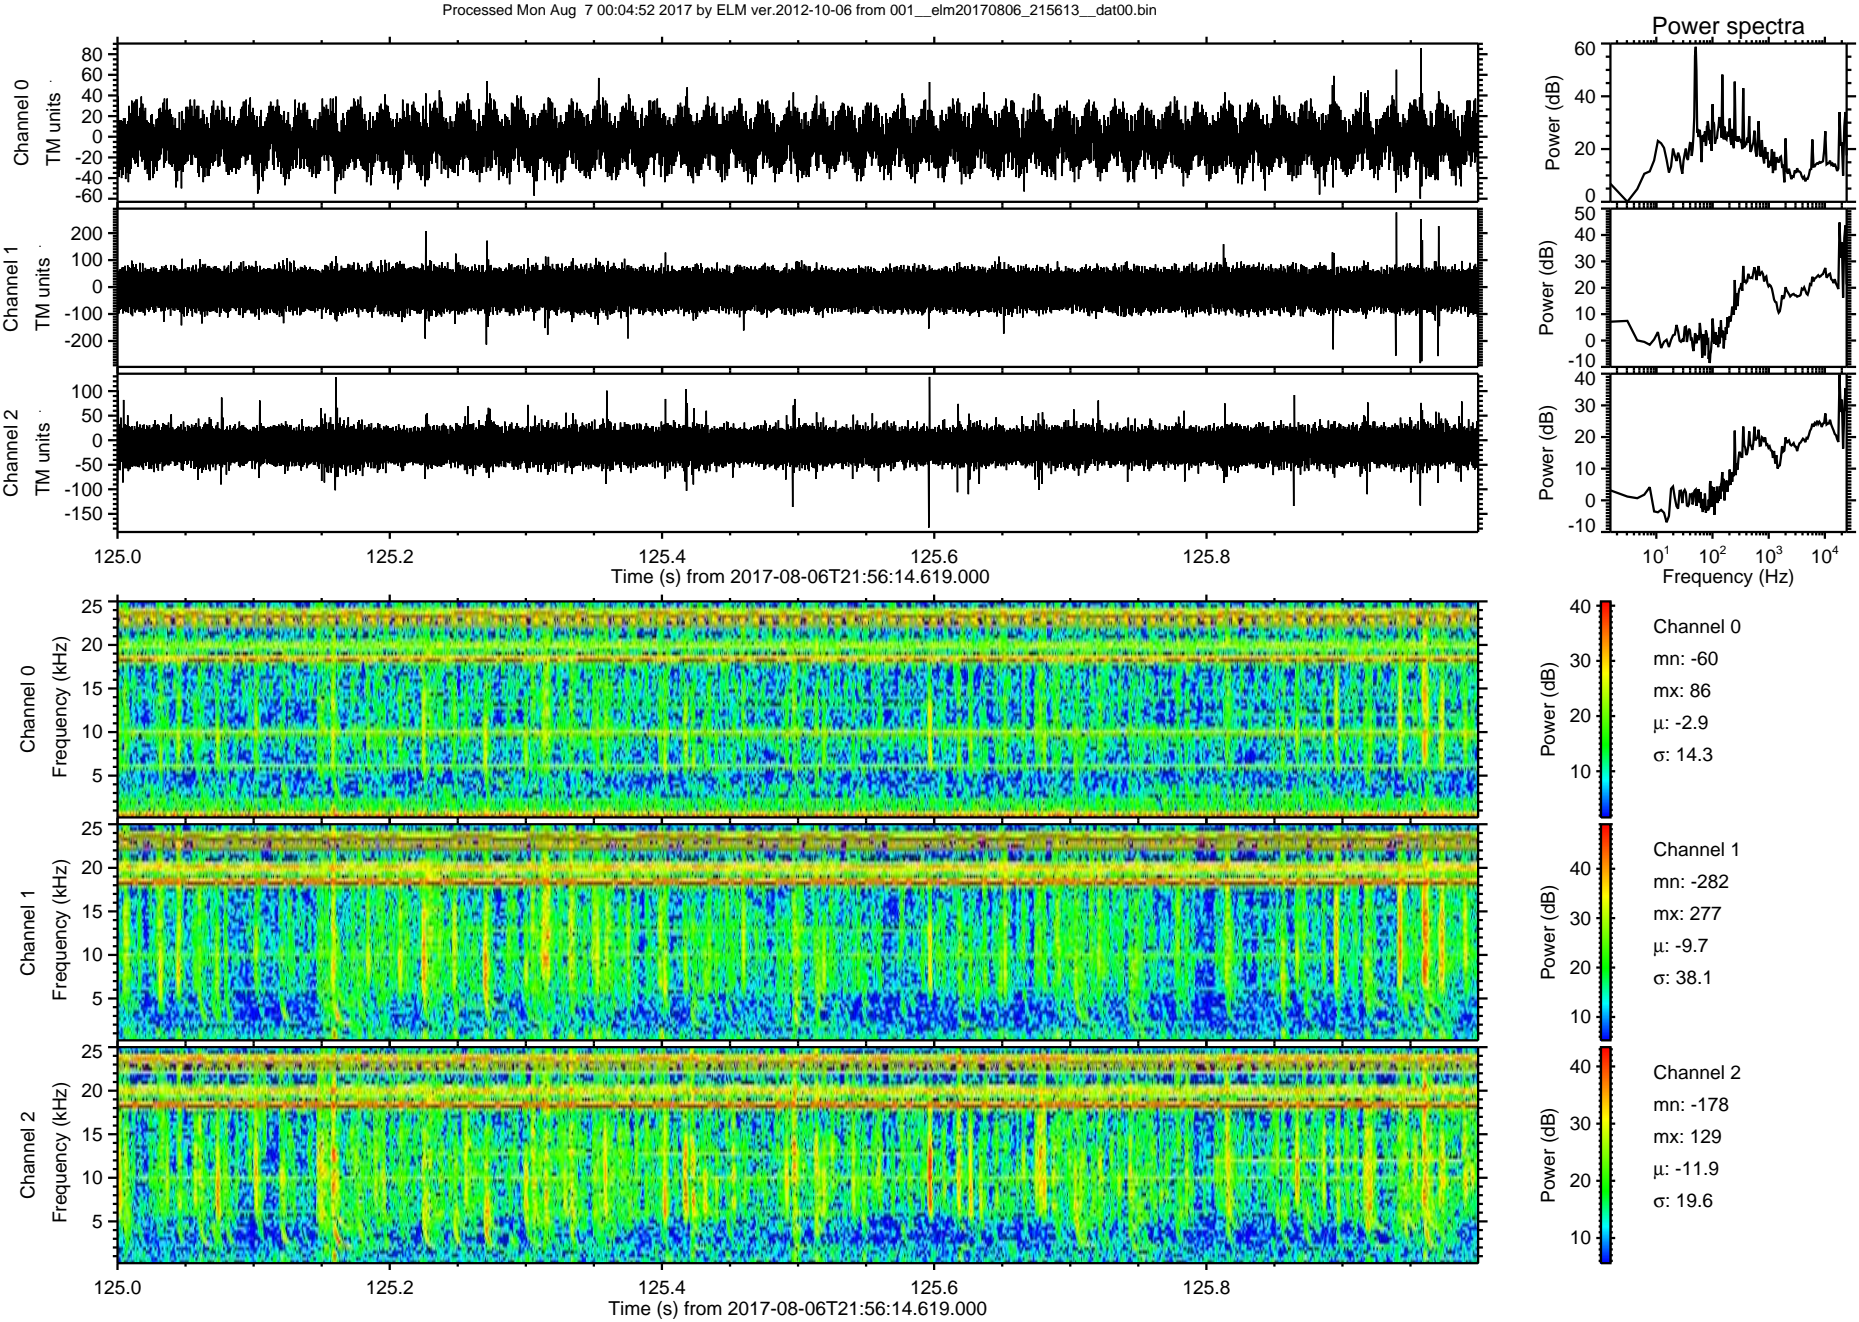 Processed Mon Aug  7 00:04:52 2017 by ELM ver.2012-10-06 from 001__elm20170806_215613__dat00.bin
Power spectra
Channel 0
TM units
80
60
40
20
0
-20
-40
-60
Power (dB)
60
40
20
0
Channel 1
TM units
200
100
0
-100
-200
Power (dB)
50
40
30
20
10
0
-10
Channel 2
TM units
100
50
0
-50
-100
-150
Power (dB)
40
30
20
10
0
-10
125.0 125.2 125.4 125.6 125.8
Time (s) from 2017-08-06T21:56:14.619.000
10^1 10^2 10^3 10^4
Frequency (Hz)
Channel 0
Frequency (kHz)
25
20
15
10
5
Power (dB)
40
30
20
10
Channel 0
mn: -60
mx: 86
μ: -2.9
σ: 14.3
Channel 1
Frequency (kHz)
25
20
15
10
5
Power (dB)
40
30
20
10
Channel 1
mn: -282
mx: 277
μ: -9.7
σ: 38.1
Channel 2
Frequency (kHz)
25
20
15
10
5
Power (dB)
40
30
20
10
Channel 2
mn: -178
mx: 129
μ: -11.9
σ: 19.6
125.0 125.2 125.4 125.6 125.8
Time (s) from 2017-08-06T21:56:14.619.000